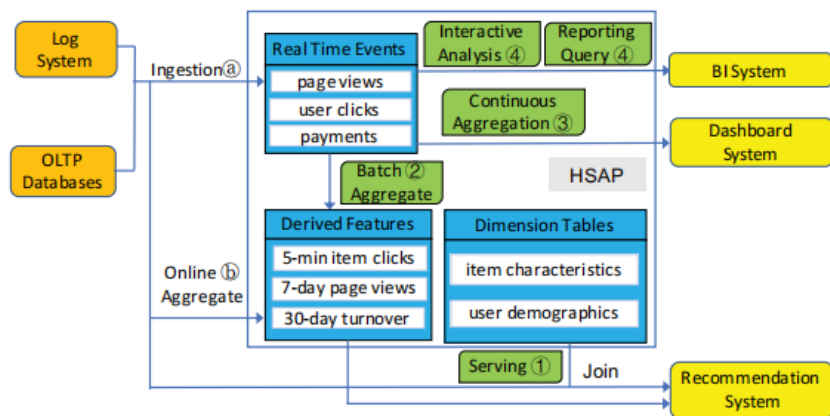 Log
System
Ingestionⓐ
OLTP
Databases
Real Time Events
page views
user clicks
payments
Interactive
Analysis ④
Reporting
Query ④
BI System
Continuous
Aggregation ③
Dashboard
System
Batch ②
Aggregate
HSAP
Derived Features
5-min item clicks
7-day page views
30-day turnover
Dimension Tables
item characteristics
user demographics
Online ⓑ
Aggregate
Serving ①
Join
Recommendation
System